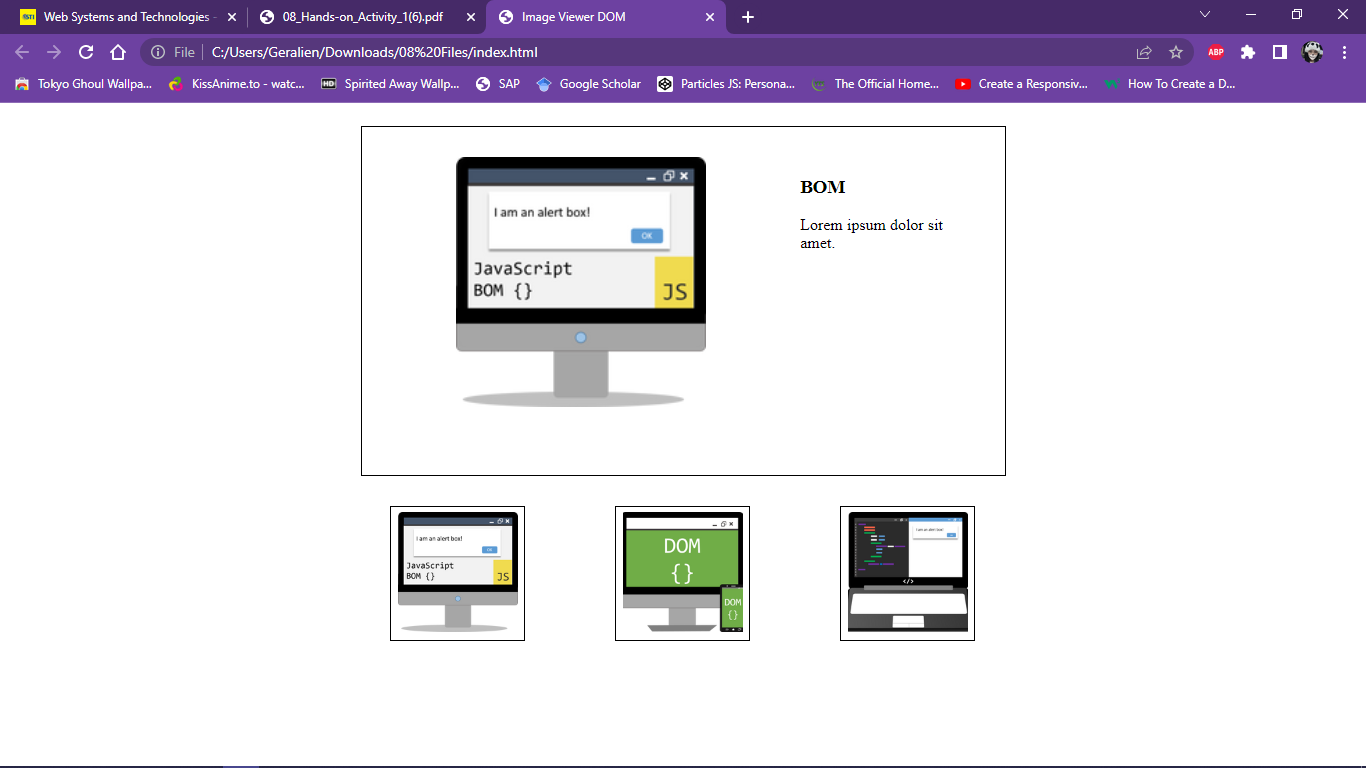 STI Web Systems and Technologies -
08_Hands-on_Activity_1(6).pdf
Image Viewer DOM
File C:/Users/Geralien/Downloads/08%20Files/index.html
ABP
Tokyo Ghoul Wallpa...
KissAnime.to - watc...
HD Spirited Away Wallp...
SAP
Google Scholar
Particles JS: Persona...
The Official Home...
Create a Responsiv...
How To Create a D...
I am an alert box!
OK
JavaScript
BOM {}
JS
BOM
Lorem ipsum dolor sit
amet.
I am an alert box!
OK
JavaScript
BOM {}
JS
DOM
{}
DOM
{}
I am an alert box!
</>